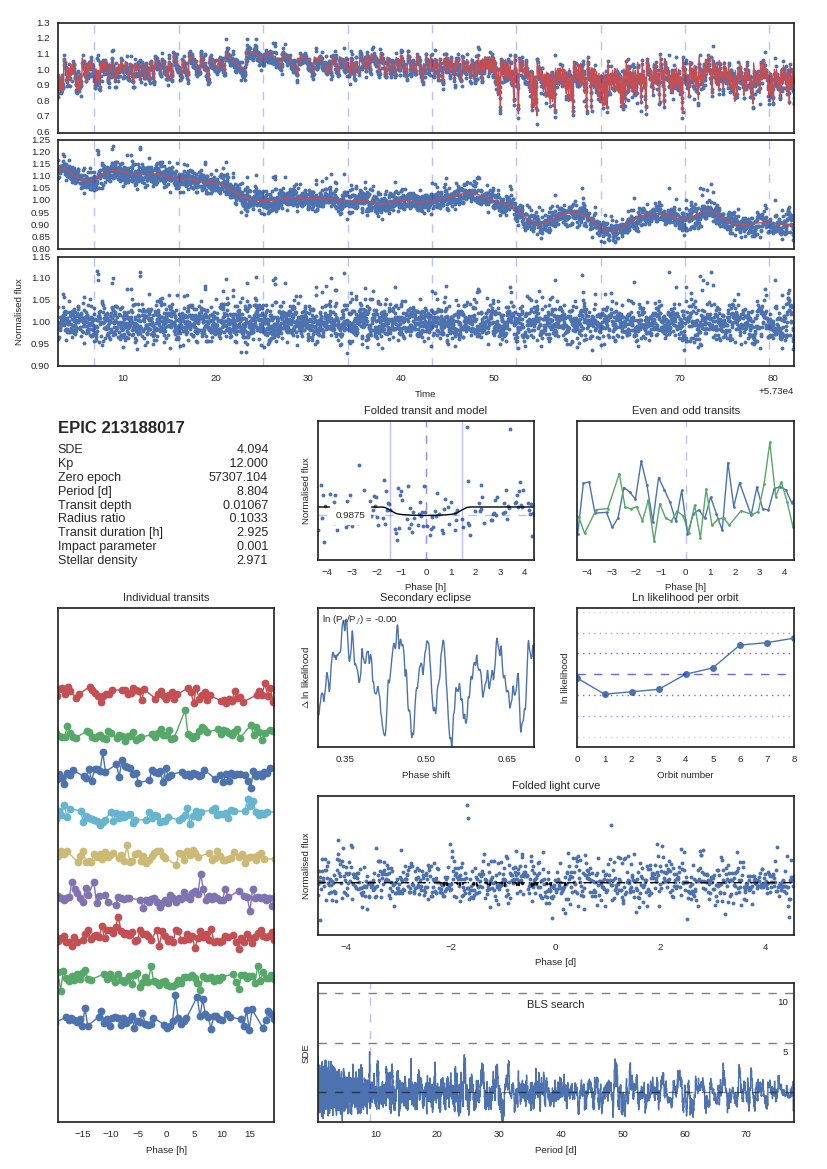 1.3
1.2
1.1
1.0
0.9
0.8
0.7
0.6
1.25
1.20
1.15
1.10
1.05
1.00
0.95
0.90
0.85
0.80
1.15
1.10
1.05
1.00
0.95
0.90
Normalised flux
10 20 30 40 50 60 70 80
Time
+5.73e4
EPIC 213188017
SDE 4.094
Kp 12.000
Zero epoch 57307.104
Period [d] 8.804
Transit depth 0.01067
Radius ratio 0.1033
Transit duration [h] 2.925
Impact parameter 0.001
Stellar density 2.971
Folded transit and model
Normalised flux
0.9875
−4 −3 −2 −1 0 1 2 3 4
Phase [h]
Even and odd transits
−4 −3 −2 −1 0 1 2 3 4
Phase [h]
Individual transits
−15 −10 −5 0 5 10 15
Phase [h]
Secondary eclipse
Δ ln likelihood
0.35 0.50 0.65
Phase shift
Ln likelihood per orbit
ln likelihood
0 1 2 3 4 5 6 7 8
Orbit number
Folded light curve
Normalised flux
−4 −2 0 2 4
Phase [d]
BLS search
10
5
SDE
10 20 30 40 50 60 70
Period [d]